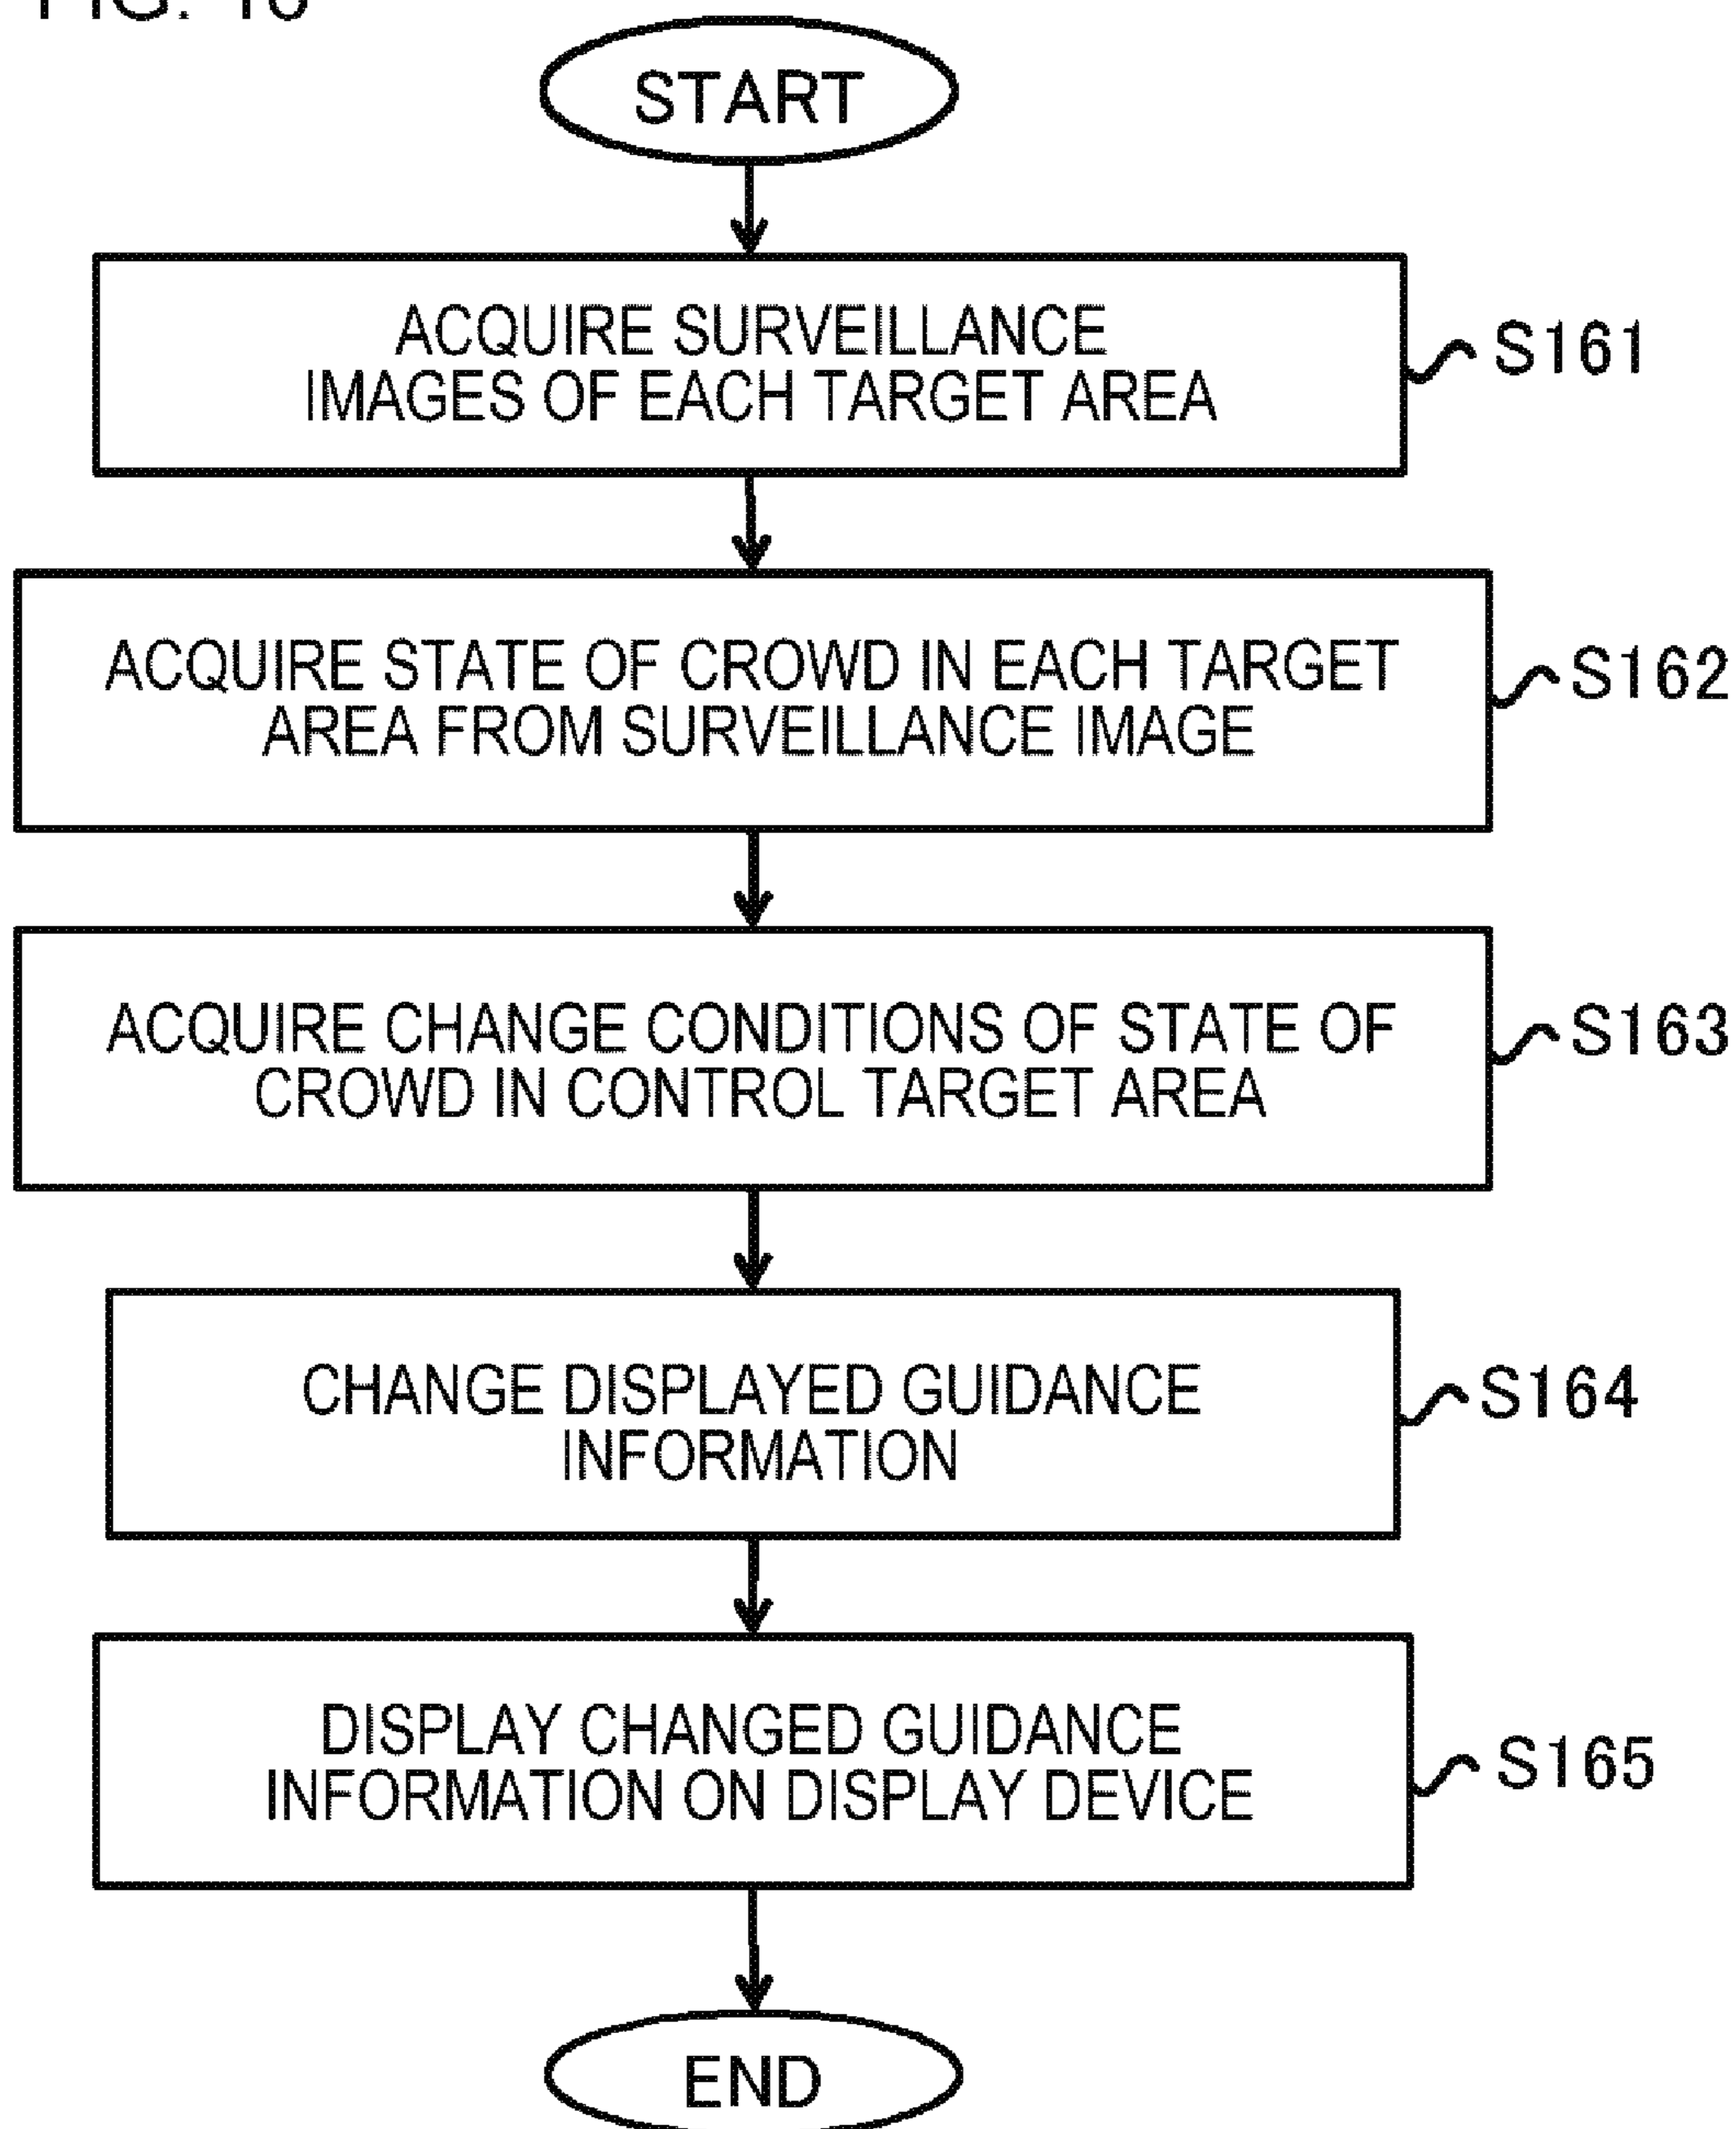 FIG.
START
ACQUIRE SURVEILLANCE
IMAGES OF EACH TARGET AREA
S161
ACQUIRE STATE OF CROWD IN EACH TARGET
AREA FROM SURVEILLANCE IMAGE
S162
ACQUIRE CHANGE CONDITIONS OF STATE OF
CROWD IN CONTROL TARGET AREA
S163
CHANGE DISPLAYED GUIDANCE
INFORMATION
S164
DISPLAY CHANGED GUIDANCE
INFORMATION ON DISPLAY DEVICE
S165
END